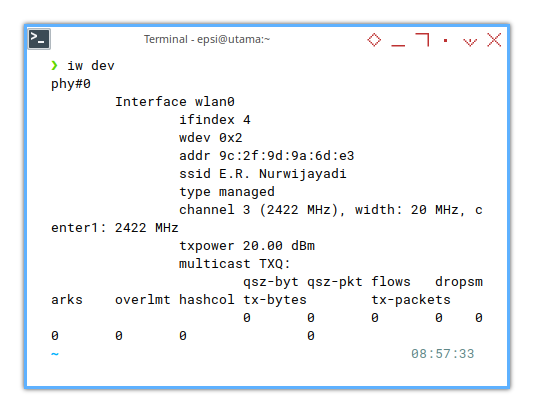 Terminal - epsi@utama:~
❯ iw dev
phy#0
        Interface wlan0
                ifindex 4
                wdev 0x2
                addr 9c:2f:9d:9a:6d:e3
                ssid E.R. Nurwijayadi
                type managed
                channel 3 (2422 MHz), width: 20 MHz, c
enter1: 2422 MHz
                txpower 20.00 dBm
                multicast TXQ:
                        qsz-byt qsz-pkt flows   dropsm
arks    overlmt hashcol tx-bytes        tx-packets
                        0       0       0       0    0
0       0       0               0
~                                            08:57:33